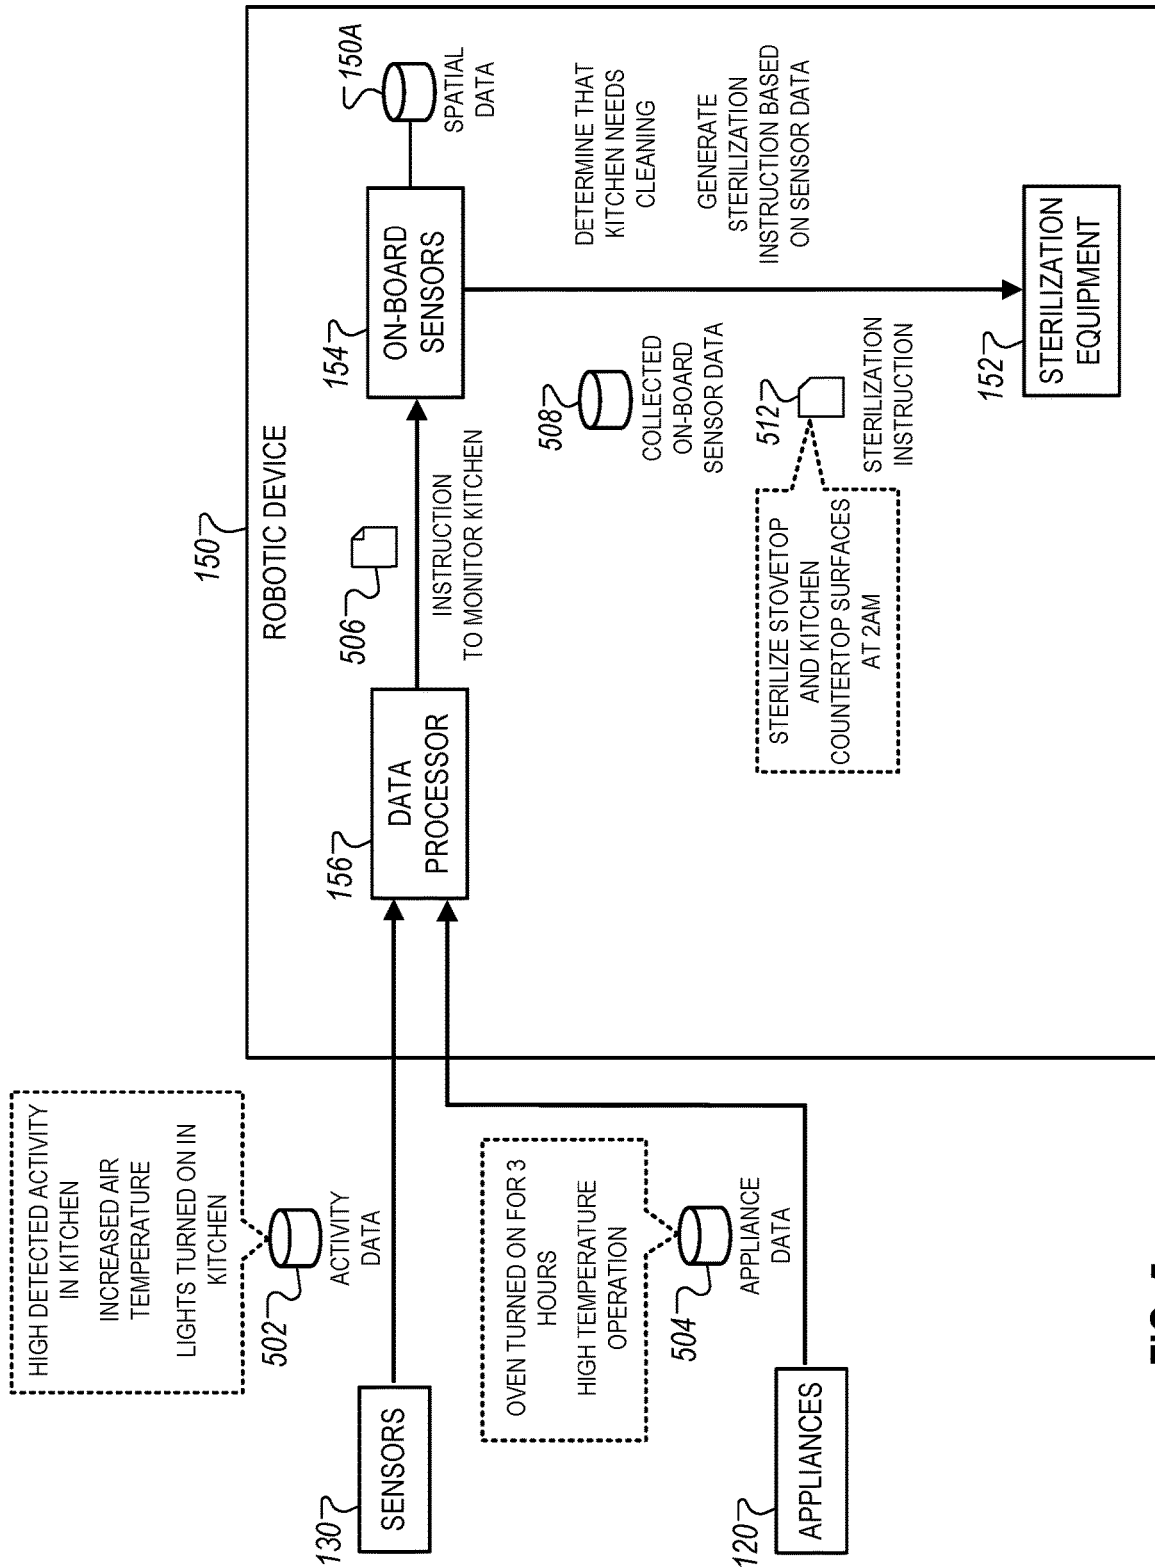 HIGH DETECTED ACTIVITY
IN KITCHEN
INCREASED AIR
TEMPERATURE
LIGHTS TURNED ON IN
KITCHEN
502
ACTIVITY
DATA
130
SENSORS
OVEN TURNED ON FOR 3
HOURS
HIGH TEMPERATURE
OPERATION
504
APPLIANCE
DATA
120
APPLIANCES
150
ROBOTIC DEVICE
156
DATA
PROCESSOR
506
INSTRUCTION
TO MONITOR KITCHEN
154
ON-BOARD
SENSORS
150A
SPATIAL
DATA
508
COLLECTED
ON-BOARD
SENSOR DATA
DETERMINE THAT
KITCHEN NEEDS
CLEANING
GENERATE
STERILIZATION
INSTRUCTION BASED
ON SENSOR DATA
STERILIZE STOVETOP
AND KITCHEN
COUNTERTOP SURFACES
AT 2AM
512
STERILIZATION
INSTRUCTION
152
STERILIZATION
EQUIPMENT